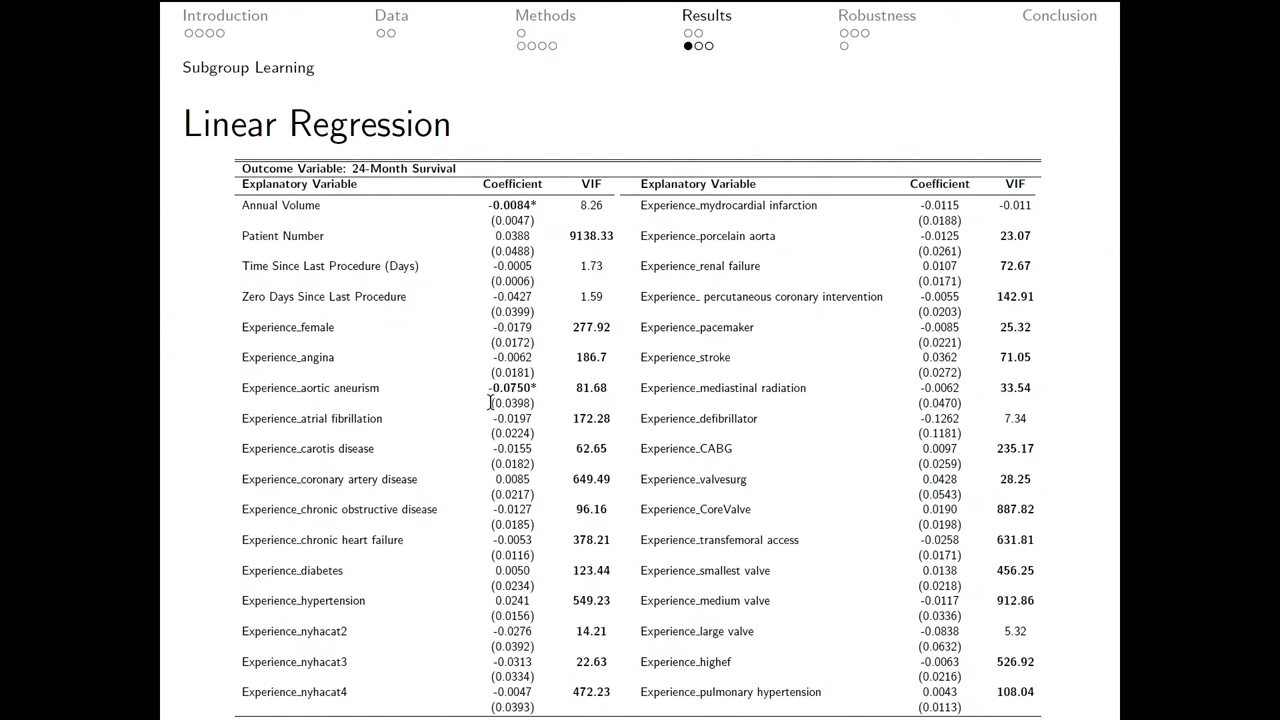 Introduction Data Methods Results Robustness Conclusion
Subgroup Learning
Linear Regression
Outcome Variable: 24-Month Survival
Explanatory Variable Coefficient VIF Explanatory Variable Coefficient VIF
Annual Volume -0.0084* 8.26 Experience_mydrocardial infarction -0.0115 -0.011
(0.0047) (0.0188)
Patient Number 0.0388 9138.33 Experience_porcelain aorta -0.0125 23.07
(0.0488) (0.0261)
Time Since Last Procedure (Days) -0.0005 1.73 Experience_renal failure 0.0107 72.67
(0.0006) (0.0171)
Zero Days Since Last Procedure -0.0427 1.59 Experience_ percutaneous coronary intervention -0.0055 142.91
(0.0399) (0.0203)
Experience_female -0.0179 277.92 Experience_pacemaker -0.0085 25.32
(0.0172) (0.0221)
Experience_angina -0.0062 186.7 Experience_stroke 0.0362 71.05
(0.0181) (0.0272)
Experience_aortic aneurism -0.0750* 81.68 Experience_mediastinal radiation -0.0062 33.54
(0.0398) (0.0470)
Experience_atrial fibrillation -0.0197 172.28 Experience_defibrillator -0.1262 7.34
(0.0224) (0.1181)
Experience_carotis disease -0.0155 62.65 Experience_CABG 0.0097 235.17
(0.0182) (0.0259)
Experience_coronary artery disease 0.0085 649.49 Experience_valvesurg 0.0428 28.25
(0.0217) (0.0543)
Experience_chronic obstructive disease -0.0127 96.16 Experience_CoreValve 0.0190 887.82
(0.0185) (0.0198)
Experience_chronic heart failure -0.0053 378.21 Experience_transfemoral access -0.0258 631.81
(0.0116) (0.0171)
Experience_diabetes 0.0050 123.44 Experience_smallest valve 0.0138 456.25
(0.0234) (0.0218)
Experience_hypertension 0.0241 549.23 Experience_medium valve -0.0117 912.86
(0.0156) (0.0336)
Experience_nyhacat2 -0.0276 14.21 Experience_large valve -0.0838 5.32
(0.0392) (0.0632)
Experience_nyhacat3 -0.0313 22.63 Experience_highef -0.0063 526.92
(0.0334) (0.0216)
Experience_nyhacat4 -0.0047 472.23 Experience_pulmonary hypertension 0.0043 108.04
(0.0393) (0.0113)